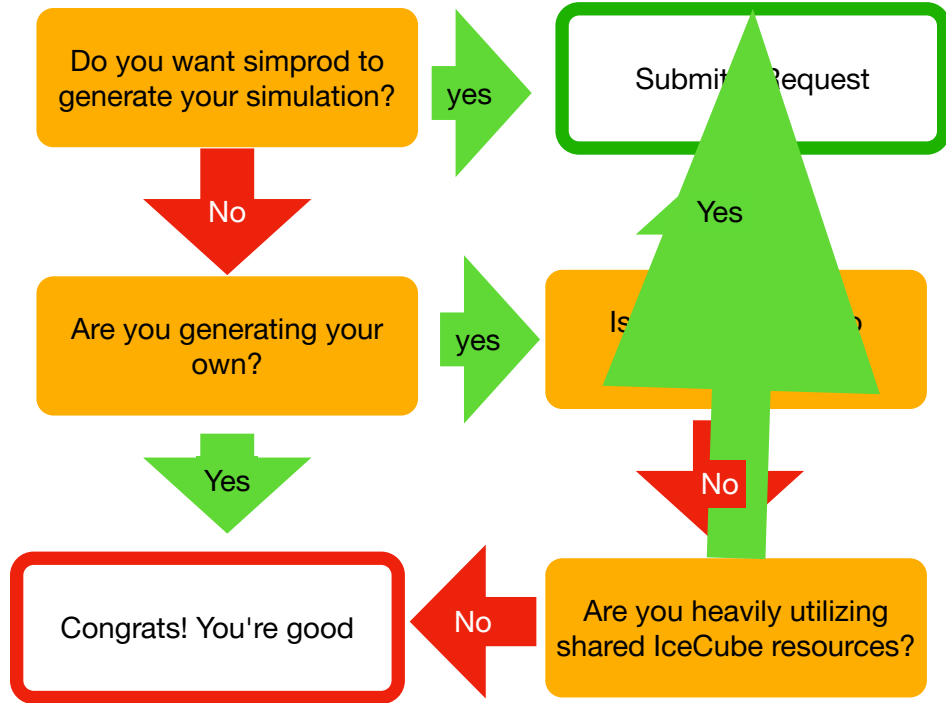 Do you want simprod to
generate your simulation?
yes
Submit Request
No
Yes
Are you generating your
own?
yes
Is
Yes
No
Congrats! You're good
No
Are you heavily utilizing
shared IceCube resources?